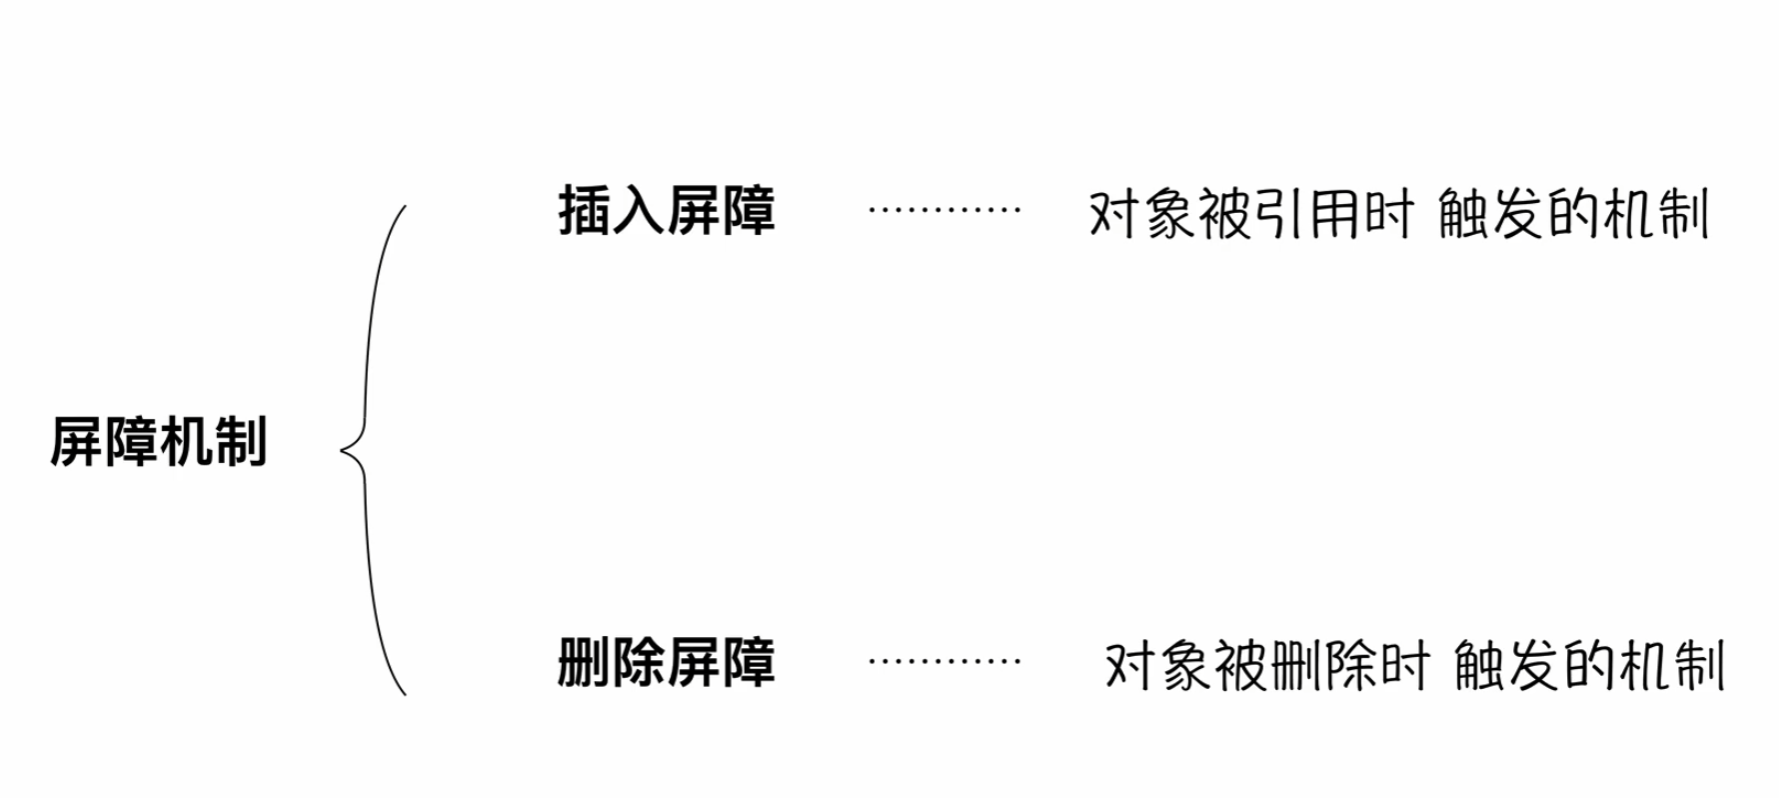 插入屏障 ………… 对象被引用时 触发的机制
屏障机制
删除屏障 ………… 对象被删除时 触发的机制